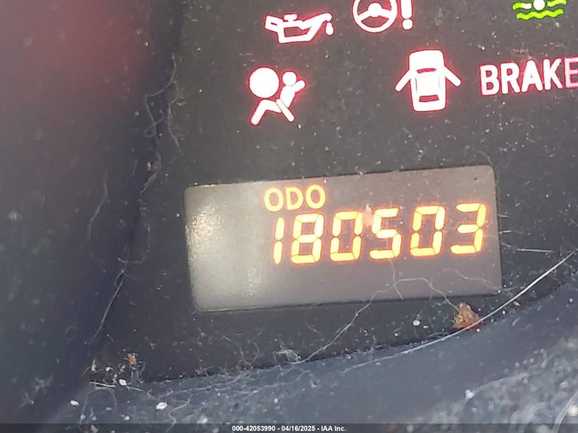 BRAKE
ODO
180503
000-42053990 - 04/16/2025 - IAA Inc.